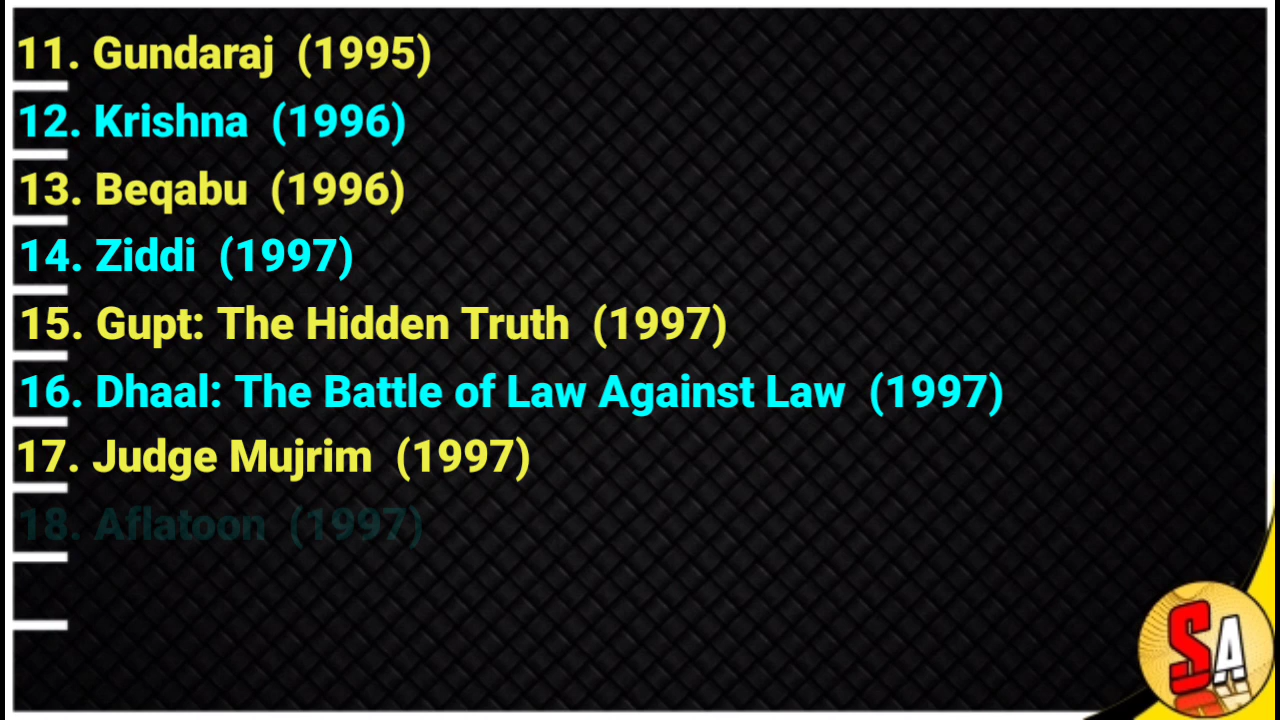 11. Gundaraj (1995)
12. Krishna (1996)
13. Beqabu (1996)
14. Ziddi (1997)
15. Gupt: The Hidden Truth (1997)
16. Dhaal: The Battle of Law Against Law (1997)
17. Judge Mujrim (1997)
18. Aflatoon (1997)
SA